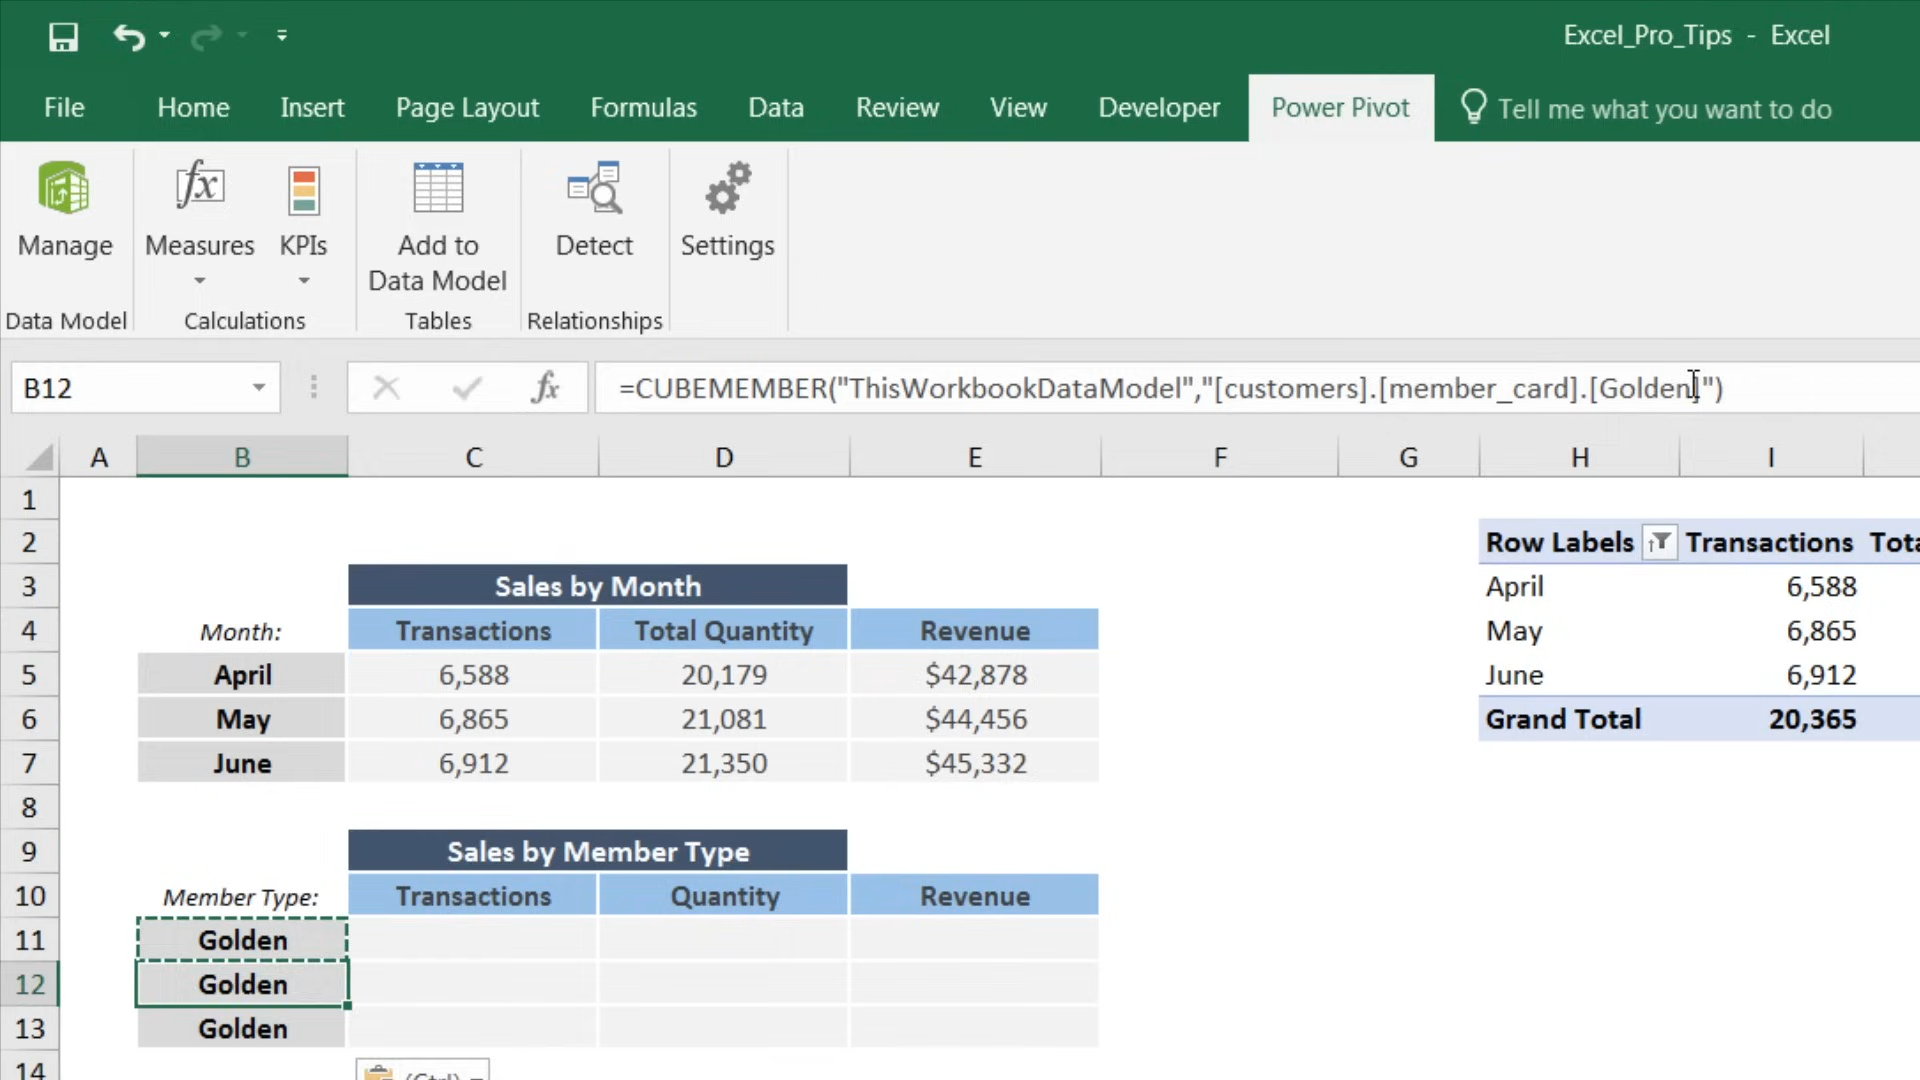 Excel_Pro_Tips - Excel
File Home Insert Page Layout Formulas Data Review View Developer Power Pivot Tell me what you want to do
Manage Measures KPIs Add to Data Model Detect Settings
Data Model Calculations Tables Relationships
B12 fx =CUBEMEMBER("ThisWorkbookDataModel","[customers].[member_card].[Golden]")
A B C D E F G H I
1
2 Row Labels Transactions
3 Sales by Month April 6,588
4 Month: Transactions Total Quantity Revenue May 6,865
5 April 6,588 20,179 $42,878 June 6,912
6 May 6,865 21,081 $44,456 Grand Total 20,365
7 June 6,912 21,350 $45,332
8
9 Sales by Member Type
10 Member Type: Transactions Quantity Revenue
11 Golden
12 Golden
13 Golden
14 (Ctrl)